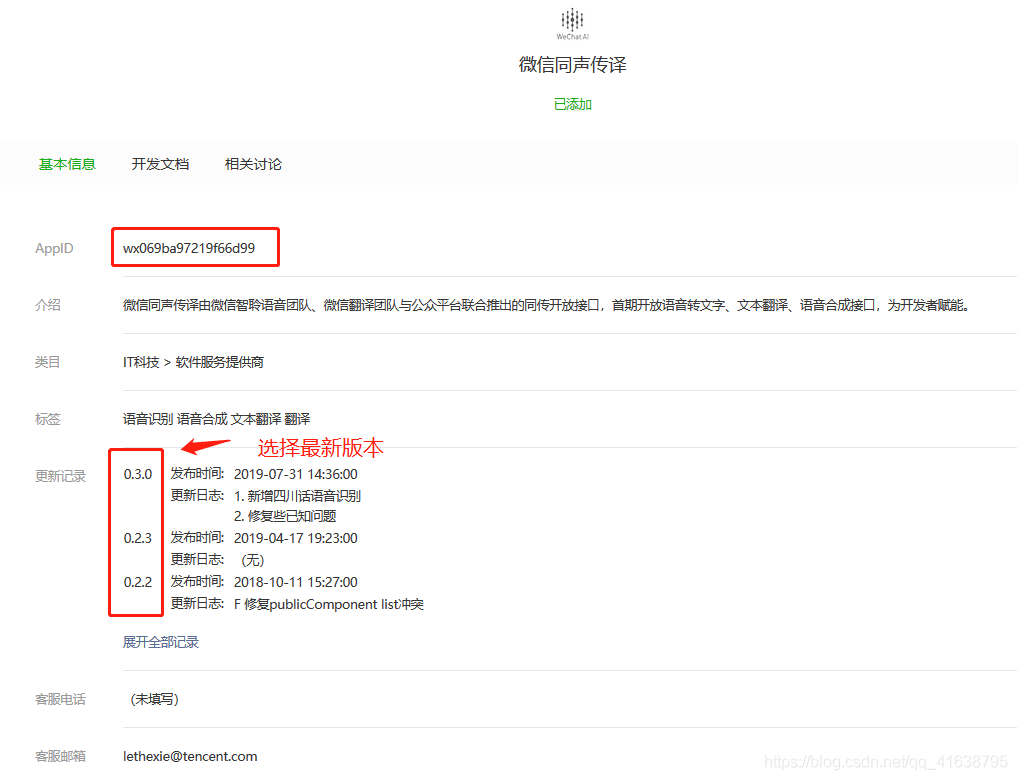 WeChat AI
微信同声传译
已添加
基本信息 开发文档 相关讨论
AppID wx069ba97219f66d99
介绍 微信同声传译由微信智聆语音团队、微信翻译团队与公众平台联合推出的同传开放接口，首期开放语音转文字、文本翻译、语音合成接口，为开发者赋能。
类目 IT科技 > 软件服务提供商
标签 语音识别 语音合成 文本翻译 翻译
选择最新版本
更新记录 0.3.0 发布时间: 2019-07-31 14:36:00
更新日志: 1. 新增四川话语音识别
2. 修复些已知问题
0.2.3 发布时间: 2019-04-17 19:23:00
更新日志: (无)
0.2.2 发布时间: 2018-10-11 15:27:00
更新日志: F 修复publicComponent list冲突
展开全部记录
客服电话 (未填写)
客服邮箱 lethexie@tencent.com
https://blog.csdn.net/qq_41638795